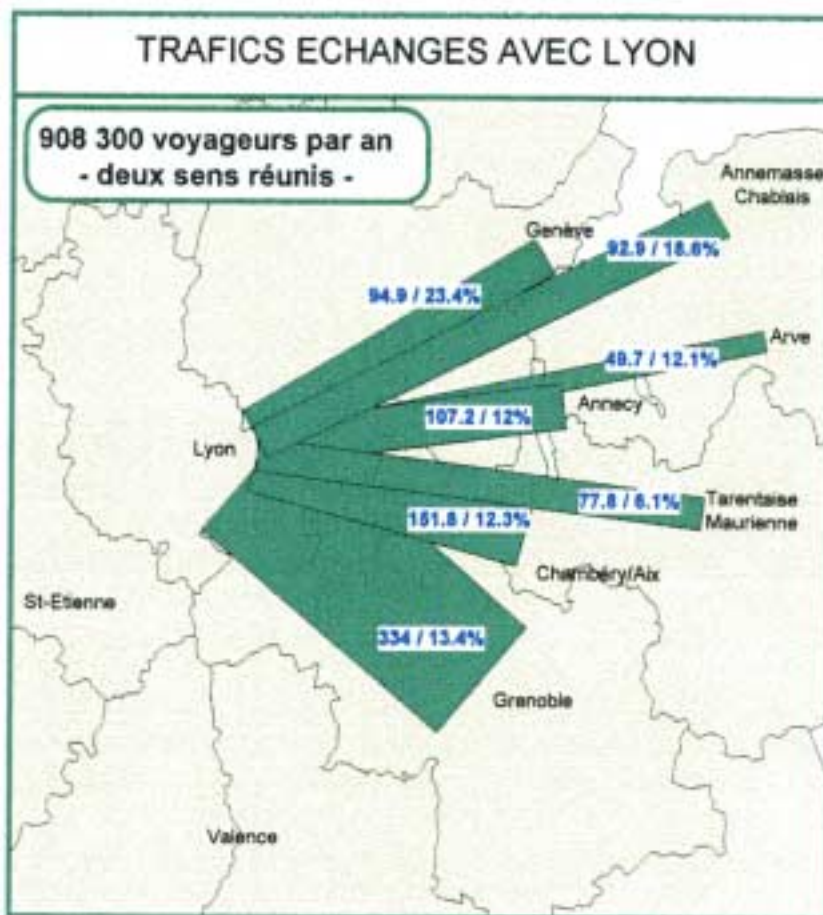 TRAFICS ECHANGES AVEC LYON
908 300 voyageurs par an
- deux sens réunis -
Annemasse
Chablais
Genève
92.9 / 18.6%
94.9 / 23.4%
Arve
49.7 / 12.1%
Annecy
107.2 / 12%
Lyon
77.8 / 6.1%
Tarentaise
Maurienne
151.8 / 12.3%
Chambéry/Aix
St-Etienne
334 / 13.4%
Grenoble
Valence